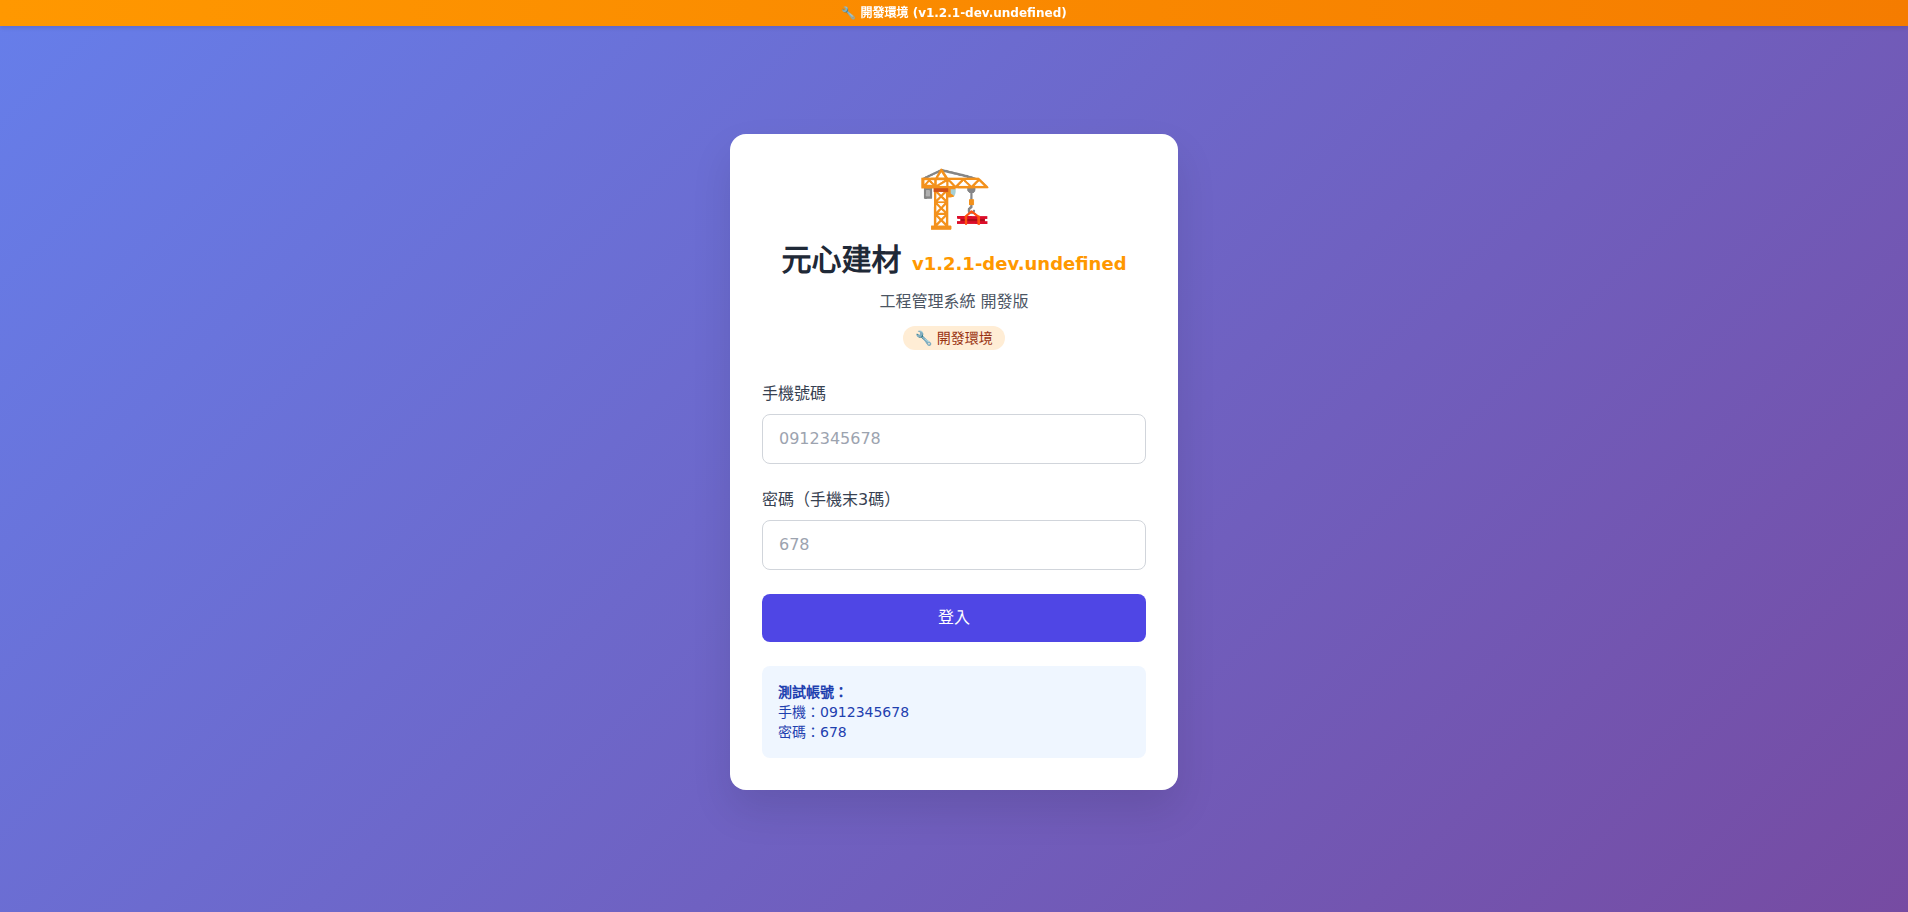 🔧 開發環境 (v1.2.1-dev.undefined)
元心建材 v1.2.1-dev.undefined
工程管理系統 開發版
🔧 開發環境
手機號碼
0912345678
密碼（手機末3碼）
678
登入
測試帳號：
手機：0912345678
密碼：678